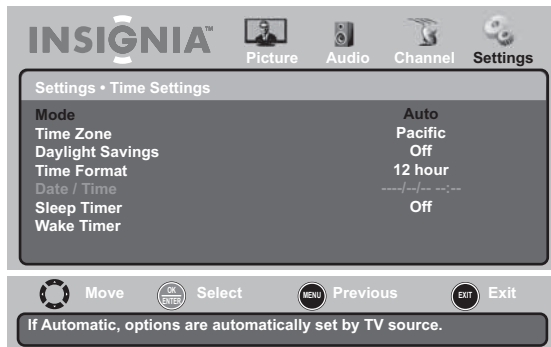 INSIGNIA™
Picture Audio Channel Settings
Settings • Time Settings
Mode Auto
Time Zone Pacific
Daylight Savings Off
Time Format 12 hour
Date / Time ----/--/-- --:--
Sleep Timer Off
Wake Timer
Move OK ENTER Select MENU Previous EXIT Exit
If Automatic, options are automatically set by TV source.